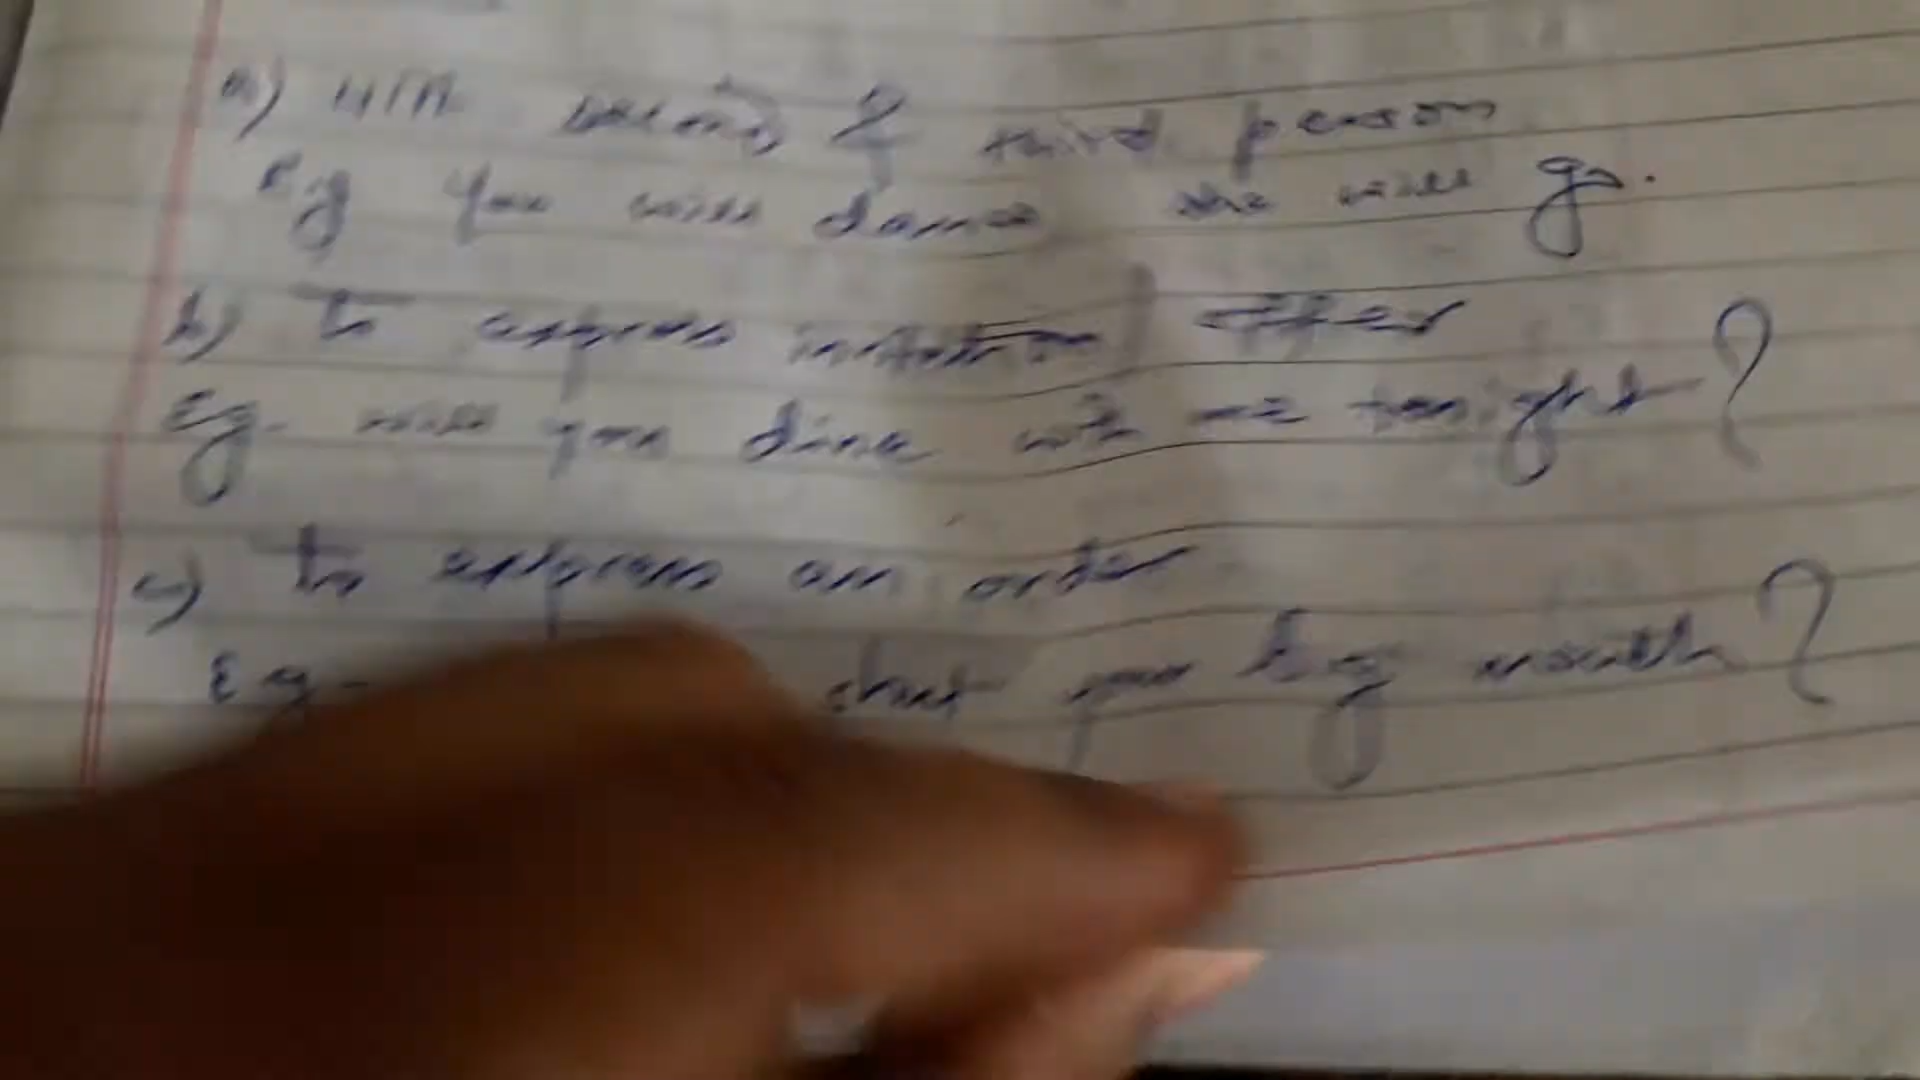 a) with second & third person
Eg You will dance she will go.
b) To express invitation / offer
Eg. will you dine with me tonight?
c) To express an order
Eg - shut your big mouth?